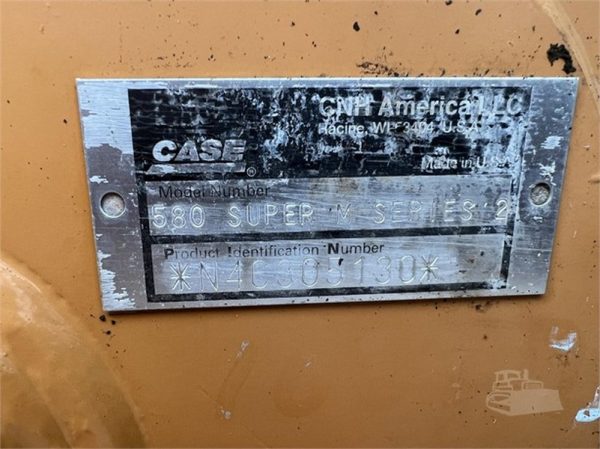 CNH America LLC
Racine, WI 53404 U.S.A.
CASE
®
Made in U.S.A.
Model Number
580 SUPER M SERIES 2
Product Identification Number
*N4C305130*